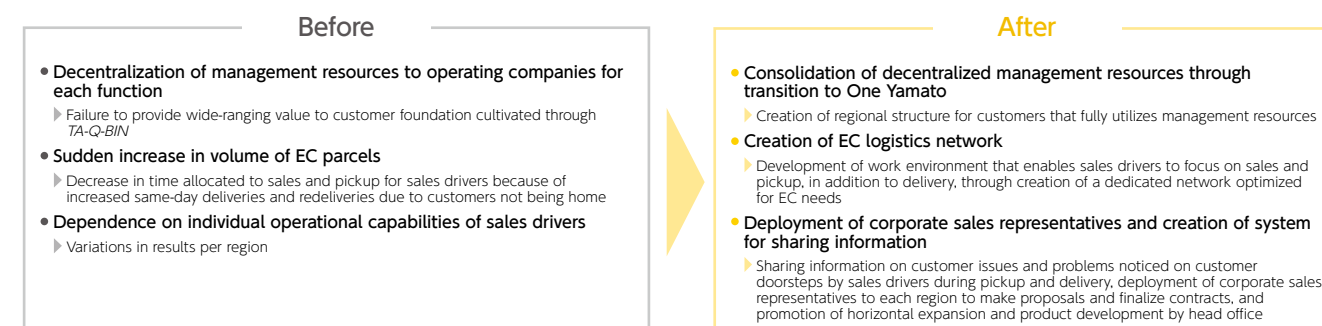 Before
• Decentralization of management resources to operating companies for
each function
Failure to provide wide-ranging value to customer foundation cultivated through
TA-Q-BIN
• Sudden increase in volume of EC parcels
Decrease in time allocated to sales and pickup for sales drivers because of
increased same-day deliveries and redeliveries due to customers not being home
• Dependence on individual operational capabilities of sales drivers
Variations in results per region
After
• Consolidation of decentralized management resources through
transition to One Yamato
Creation of regional structure for customers that fully utilizes management resources
• Creation of EC logistics network
Development of work environment that enables sales drivers to focus on sales and
pickup, in addition to delivery, through creation of a dedicated network optimized
for EC needs
• Deployment of corporate sales representatives and creation of system
for sharing information
Sharing information on customer issues and problems noticed on customer
doorsteps by sales drivers during pickup and delivery, deployment of corporate sales
representatives to each region to make proposals and finalize contracts, and
promotion of horizontal expansion and product development by head office